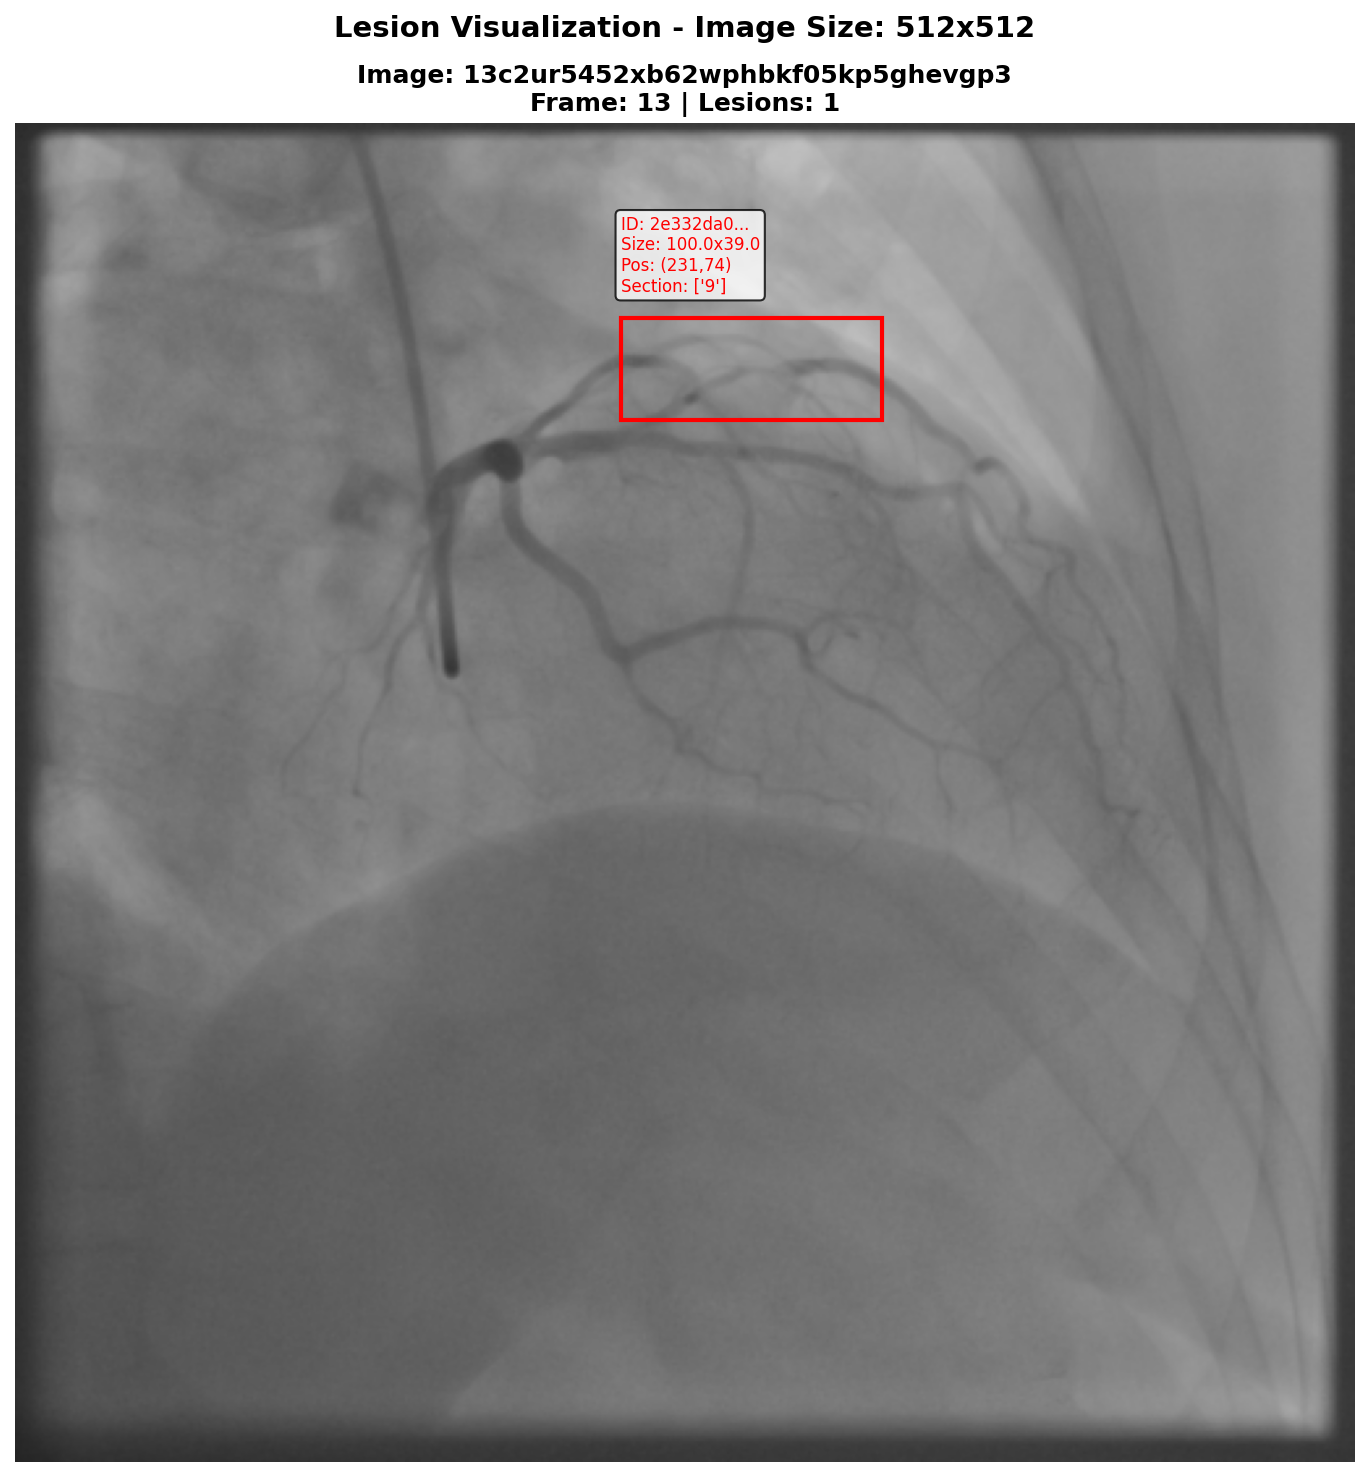 Lesion Visualization - Image Size: 512x512
Image: 13c2ur5452xb62wphbkf05kp5ghevgp3
Frame: 13 | Lesions: 1
ID: 2e332da0...
Size: 100.0x39.0
Pos: (231,74)
Section: ['9']